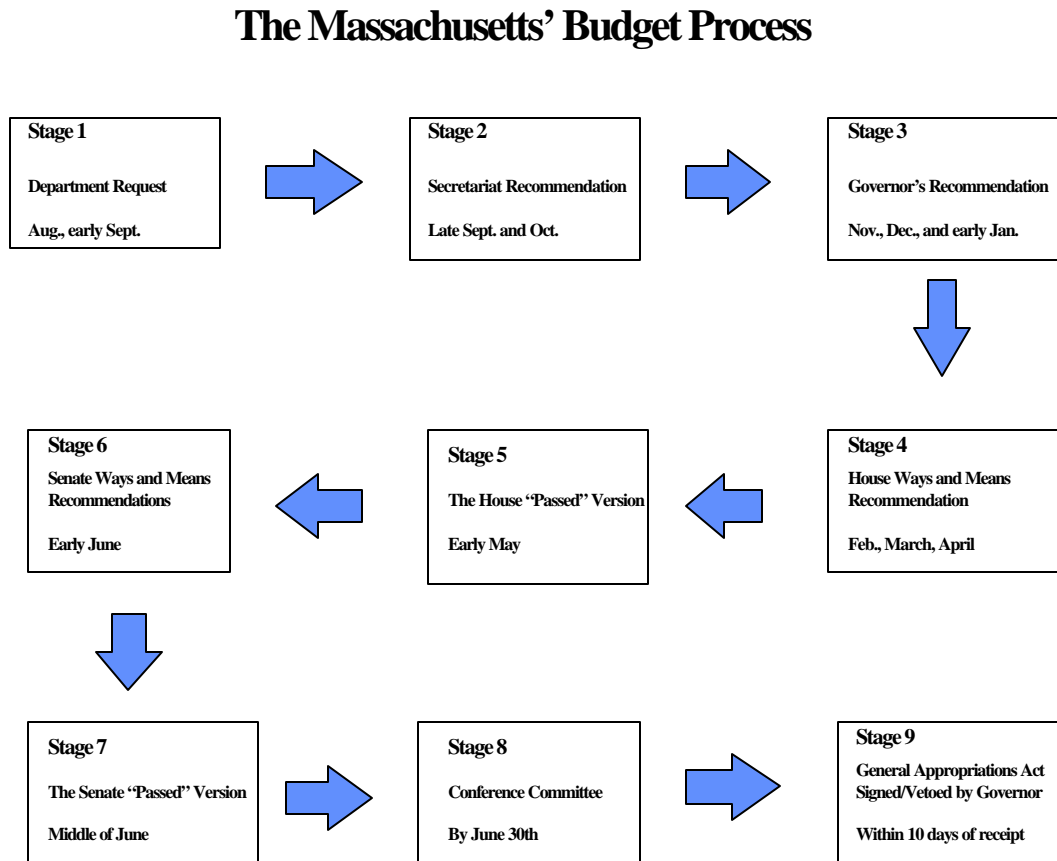 The Massachusetts' Budget Process
Stage 1
Department Request
Aug., early Sept.
Stage 2
Secretariat Recommendation
Late Sept. and Oct.
Stage 3
Governor's Recommendation
Nov., Dec., and early Jan.
Stage 4
House Ways and Means
Recommendation
Feb., March, April
Stage 5
The House “Passed” Version
Early May
Stage 6
Senate Ways and Means
Recommendations
Early June
Stage 7
The Senate “Passed” Version
Middle of June
Stage 8
Conference Committee
By June 30th
Stage 9
General Appropriations Act
Signed/Vetoed by Governor
Within 10 days of receipt